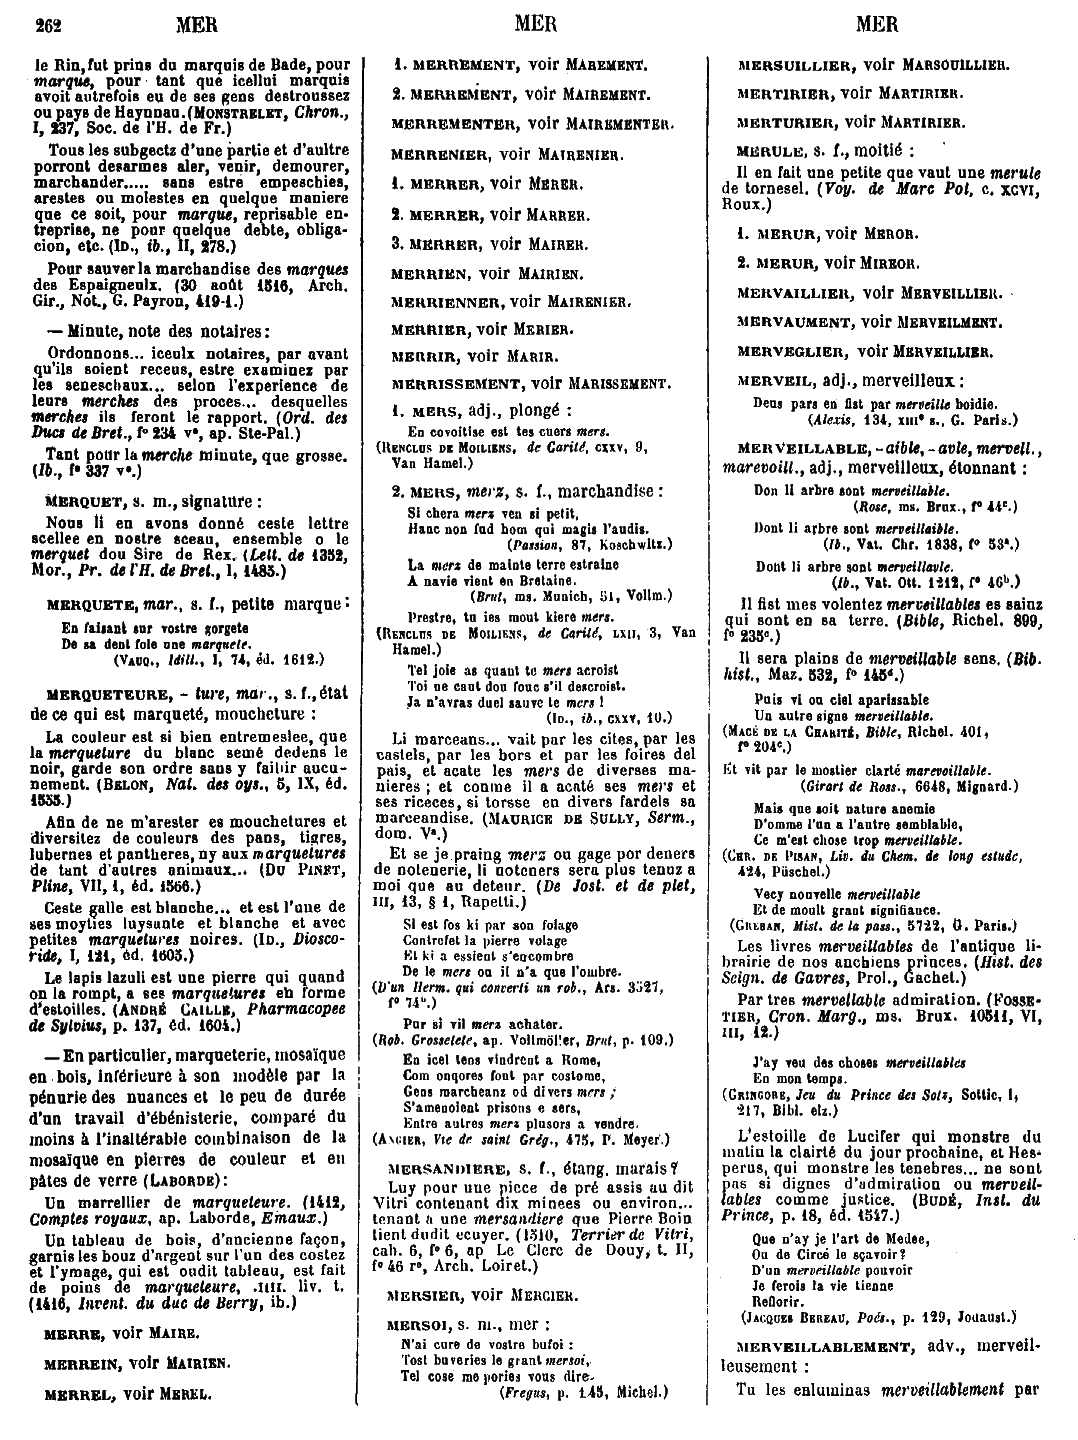 262 MER MER MER
le Rin, fut prins du marquis de Bade, pour
marque, pour tant que icellui marquis
avoit autrefois eu de ses gens destroussez
ou pays de Haynnau. (MONSTRELET, Chron.,
I, 237, Soc. de l'H. de Fr.)
Tous les subgectz d'une partie et d'aultre
porront desarmes aler, venir, demourer,
marchander..... sans estre empeschies,
arestes ou molestes en quelque maniere
que ce soit, pour marque, reprisable en-
treprise, ne pour quelque debte, obliga-
cion, etc. (ID., ib., II, 278.)
Pour sauver la marchandise des marques
des Espaigneulx. (30 août 1516, Arch.
Gir., Not., G. Payron, 419-1.)
— Minute, note des notaires :
Ordonnons... iceulx notaires, par avant
qu'ils soient receus, estre examinez par
les seneschaux... selon l'experience de
leurs merches des proces... desquelles
merches ils feront le rapport. (Ord. des
Ducs de Bret., f° 234 v°, ap. Ste-Pal.)
Tant pour la merche minute, que grosse.
(Ib., f° 337 v°.)
MERQUET, s. m., signature :
Nous li en avons donné ceste lettre
scellee en nostre sceau, ensemble o le
merquet dou Sire de Rex. (Lett. de 1352,
Mor., Pr. de l'H. de Bret., I, 1485.)
MERQUETE, mar., s. f., petite marque :
En faisant sur vostre gorgete
De sa dent foie une marquete.
(VAUQ., Idill., I, 74, éd. 1612.)
MERQUETEURE, - ture, mar., s. f., état
de ce qui est marqueté, moucheture :
La couleur est si bien entremeslee, que
la merqueture du blanc semé dedens le
noir, garde son ordre sans y faillir aucu-
nement. (BELON, Nat. des oys., 5, IX, éd.
1555.)
Afin de ne m'arester es mouchetures et
diversitez de couleurs des pans, tigres,
lubernes et pantheres, ny aux marquetures
de tant d'autres animaux... (DU PINET,
Pline, VII, 1, éd. 1566.)
Ceste galle est blanche... et est l'une de
ses moyties luysante et blanche et avec
petites marquetures noires. (ID., Diosco-
ride, I, 121, éd. 1605.)
Le lapis lazuli est une pierre qui quand
on la rompt, a ses marquetures en forme
d'estoilles. (ANDRÉ CAILLE, Pharmacopee
de Sylvius, p. 137, éd. 1604.)
— En particulier, marqueterie, mosaïque
en bois, inférieure à son modèle par la
pénurie des nuances et le peu de durée
d'un travail d'ébénisterie, comparé du
moins à l'inaltérable combinaison de la
mosaïque en pierres de couleur et en
pâtes de verre (LABORDE) :
Un marrellier de marqueteure. (1412,
Comptes royaux, ap. Laborde, Emaux.)
Un tableau de bois, d'ancienne façon,
garnis les bouz d'argent sur l'un des costez
et l'ymage, qui est oudit tableau, est fait
de poins de marqueteure, .IIII. liv. t.
(1416, Invent. du duc de Berry, ib.)
MERRE, voir MAIRE.
MERREIN, voir MAIRIEN.
MERREL, voir MEREL.
1. MERREMENT, voir MAREMENT.
2. MERREMENT, voir MAIREMENT.
MERREMENTER, voir MAIREMENTER.
MERRENIER, voir MAIRENIER.
1. MERRER, voir MERER.
2. MERRER, voir MARRER.
3. MERRER, voir MAIRER.
MERRIEN, voir MAIRIEN.
MERRIENNER, voir MAIRENIER.
MERRIER, voir MERIER.
MERRIR, voir MARIR.
MERRISSEMENT, voir MARISSEMENT.
1. MERS, adj., plongé :
En covoitise est tes cuers mers.
(RENCLUS DE MOILIENS, de Carité, CXXV, 9,
Van Hamel.)
2. MERS, merz, s. f., marchandise :
Si chera merz ven si petit,
Hanc non fud hom qui magis l'audis.
(Passion, 87, Koschwitz.)
La merz de mainte terre estraine
A navie vient en Bretaine.
(Brut, ms. Munich, 51, Vollm.)
Prestre, tu ies mout kiere mers.
(RENCLUS DE MOILIENS, de Carité, LXII, 3, Van
Hamel.)
Tel joie as quant te mers acroist
Toi ne caut dou fouc s'il descroist.
Ja n'avras duel sauve te mers !
(ID., ib., CXXV, 10.)
Li marceans... vait par les cites, par les
castels, par les bors et par les foires del
pais, et acate les mers de diverses ma-
nieres ; et conme il a acaté ses mers et
ses riceces, si torsse en divers fardels sa
marceandise. (MAURICE DE SULLY, Serm.,
dom. V°.)
Et se je praing merz ou gage por deners
de notenerie, li notoners sera plus tenuz a
moi que au deteur. (De Jost. et de plet,
III, 13, § 1, Rapetti.)
Si est fos ki par son folage
Contrefet la pierre volage
Et ki a essient s'encombre
De le mers ou il n'a que l'ombre.
(D'un Herm. qui converti un rob., Ars. 3527,
f° 74b.)
Pur si vil merz achater.
(Rob. Grossetete, ap. Vollmöller, Brut, p. 109.)
En icel tens vindrent a Rome,
Com onqores font par costome,
Gens marcheanz od divers mers ;
S'amenoient prisons e sers,
Entre autres merz plusors a vendre.
(ANGIER, Vie de saint Grég., 475, P. Meyer.)
MERSANDIERE, s. f., étang, marais ?
Luy pour une piece de pré assis au dit
Vitri contenant dix minees ou environ...
tenant a une mersandiere que Pierre Boin
tient dudit ecuyer. (1310, Terrier de Vitri,
cah. 6, f° 6, ap Le Clerc de Douy, t. II,
f° 46 r°, Arch. Loiret.)
MERSIER, voir MERCIER.
MERSOI, s. m., mer :
N'ai cure de vostre bufoi :
Tost buveries le grant mersoi,
Tel cose me pories vous dire.
(Fregus, p. 145, Michel.)
MERSUILLIER, voir MARSOUILLIER.
MERTIRIER, voir MARTIRIER.
MERTURIER, voir MARTIRIER.
MERULE, s. f., moitié :
Il en fait une petite que vaut une merule
de tornesel. (Voy. de Marc Pol, c. XCVI,
Roux.)
1. MERUR, voir MEROR.
2. MERUR, voir MIREOR.
MERVAILLIER, voir MERVEILLIER.
MERVAUMENT, voir MERVEILMENT.
MERVEGLIER, voir MERVEILLIER.
MERVEIL, adj., merveilleux :
Deus pars en fist par merveille boidie.
(Alexis, 134, XIII° s., G. Paris.)
MERVEILLABLE, -aible, -avle, mervell.,
marevoill., adj., merveilleux, étonnant :
Don li arbre sont merveillable.
(Rose, ms. Brux., f° 44c.)
Dont li arbre sont merveillaible.
(Ib., Vat. Chr. 1838, f° 53a.)
Dont li arbre sont merveillavle.
(Ib., Vat. Ott. 1212, f° 46b.)
Il fist mes volentez merveillables es sainz
qui sont en sa terre. (Bible, Richel. 899,
f° 235c.)
Il sera plains de merveillable sens. (Bib.
hist., Maz. 532, f° 145d.)
Puis vi ou ciel aparissable
Un autre signe merveillable.
(MACÉ DE LA CHARITÉ, Bible, Richel. 401,
f° 204c.)
Et vit par le mostier clarté marevoillable.
(Girart de Ross., 6648, Mignard.)
Mais que soit nature anemie
D'omme l'un a l'autre semblable,
Ce m'est chose trop merveillable.
(CHR. DE PISAN, Liv. du Chem. de long estude,
424, Püschel.)
Vecy nouvelle merveillable
Et de moult grant signifiance.
(GREBAN, Mist. de la pass., 5722, G. Paris.)
Les livres merveillables de l'antique li-
brairie de nos anchiens princes. (Hist. des
Seign. de Gavres, Prol., Gachet.)
Par tres mervellable admiration. (FOSSE-
TIER, Cron. Marg., ms. Brux. 10511, VI,
III, 12.)
J'ay veu des choses merveillables
En mon temps.
(GRINGORE, Jeu du Prince des Sotz, Sottie, I,
217, Bibl. elz.)
L'estoille de Lucifer qui monstre du
matin la clairté du jour prochaine, et Hes-
perus, qui monstre les tenebres... ne sont
pas si dignes d'admiration ou merveil-
lables comme justice. (BUDÉ, Inst. du
Prince, p. 18, éd. 1547.)
Que n'ay je l'art de Medee,
Ou de Circé le sçavoir ?
D'un merveillable pouvoir
Je ferois la vie tienne
Reflorir.
(JACQUES BEREAU, Poés., p. 129, Jouaust.)
MERVEILLABLEMENT, adv., merveil-
leusement :
Tu les enluminas merveillablement par